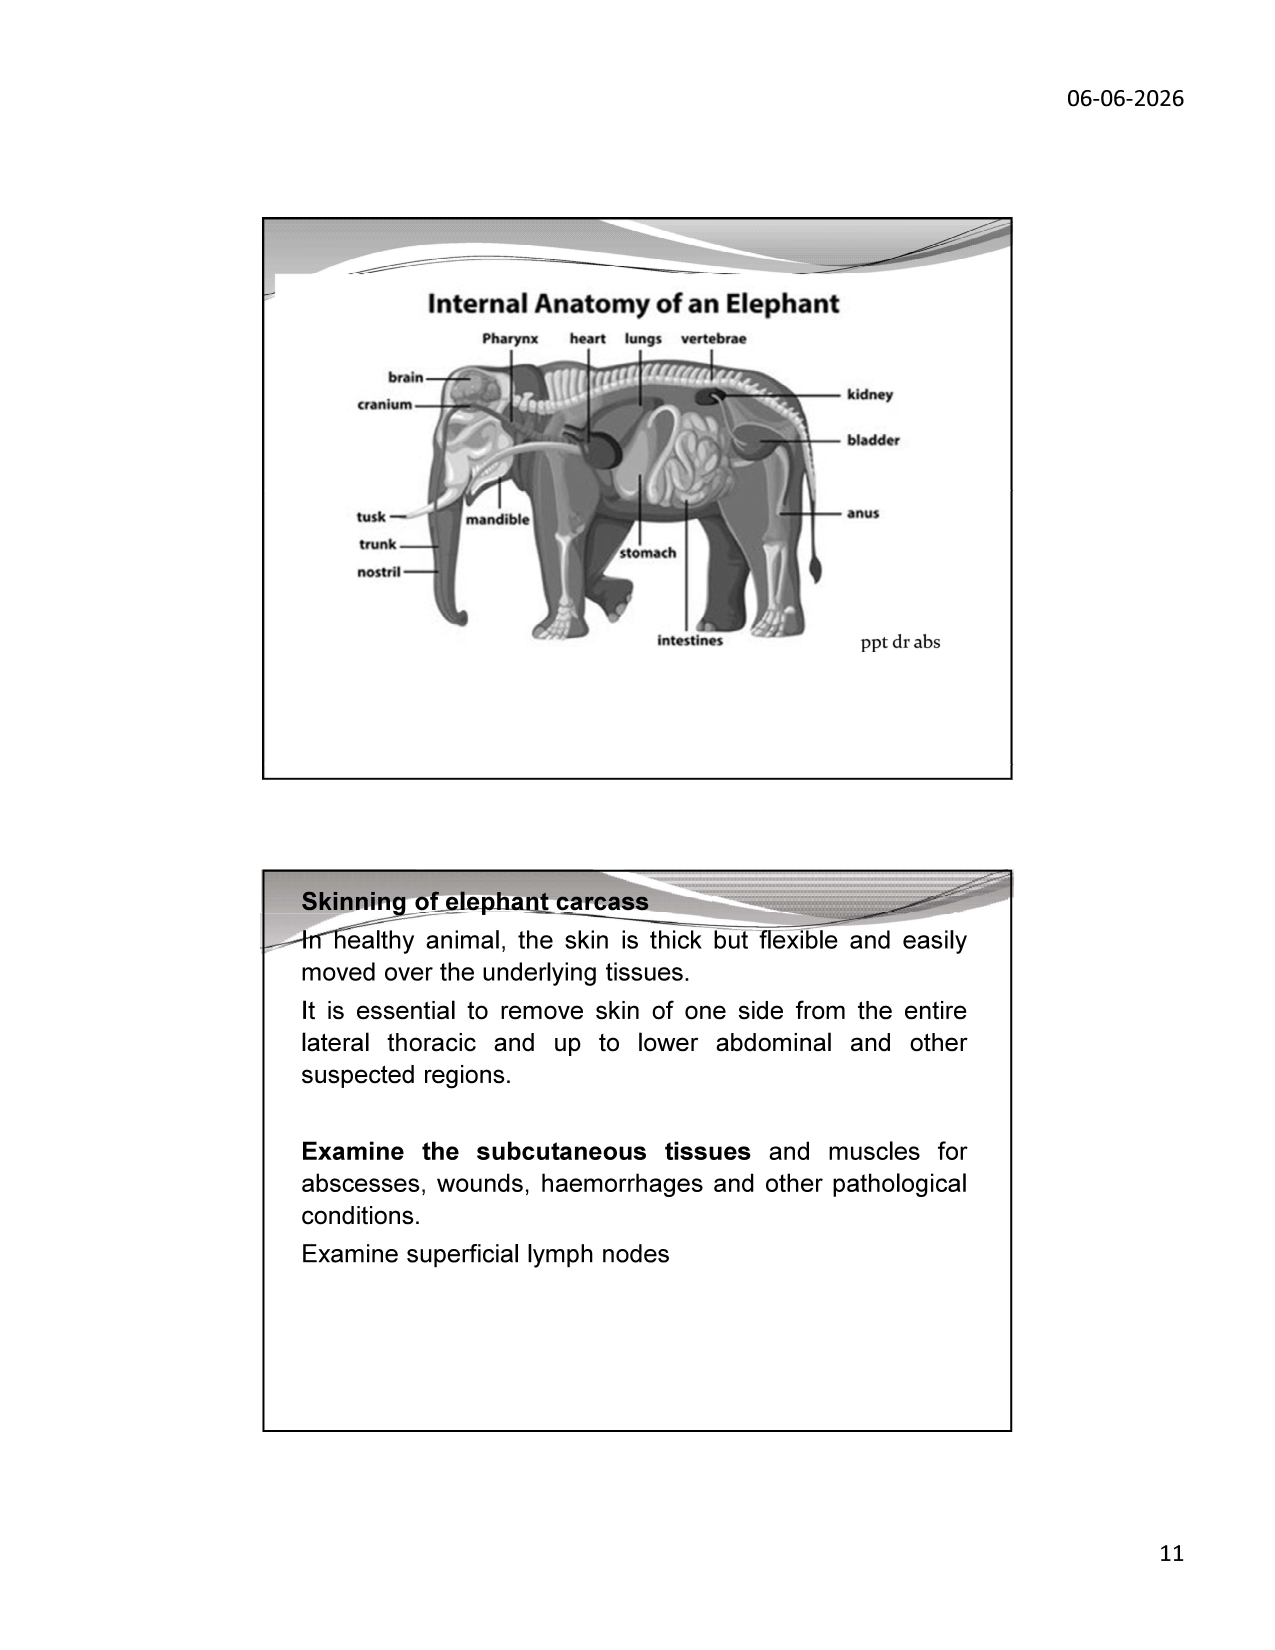 06-06-2026
Internal Anatomy of an Elephant
Pharynx heart lungs vertebrae
brain
cranium
kidney
bladder
tusk
mandible
anus
trunk
stomach
nostril
intestines
ppt dr abs
Skinning of elephant carcass
In healthy animal, the skin is thick but flexible and easily
moved over the underlying tissues.
It is essential to remove skin of one side from the entire
lateral thoracic and up to lower abdominal and other
suspected regions.
Examine the subcutaneous tissues and muscles for
abscesses, wounds, haemorrhages and other pathological
conditions.
Examine superficial lymph nodes
11